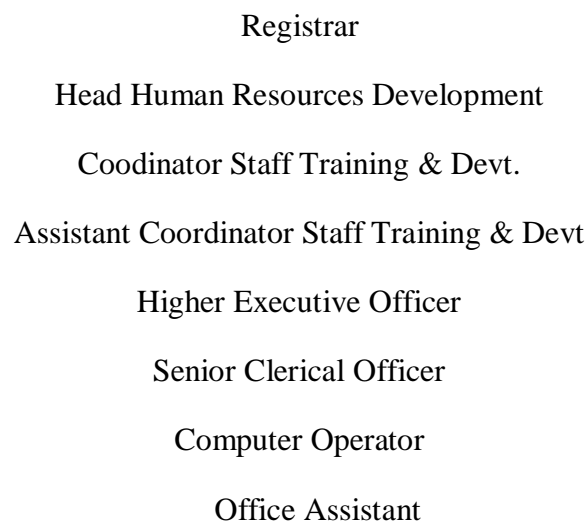 Registrar
Head Human Resources Development
Coodinator Staff Training & Devt.
Assistant Coordinator Staff Training & Devt
Higher Executive Officer
Senior Clerical Officer
Computer Operator
Office Assistant